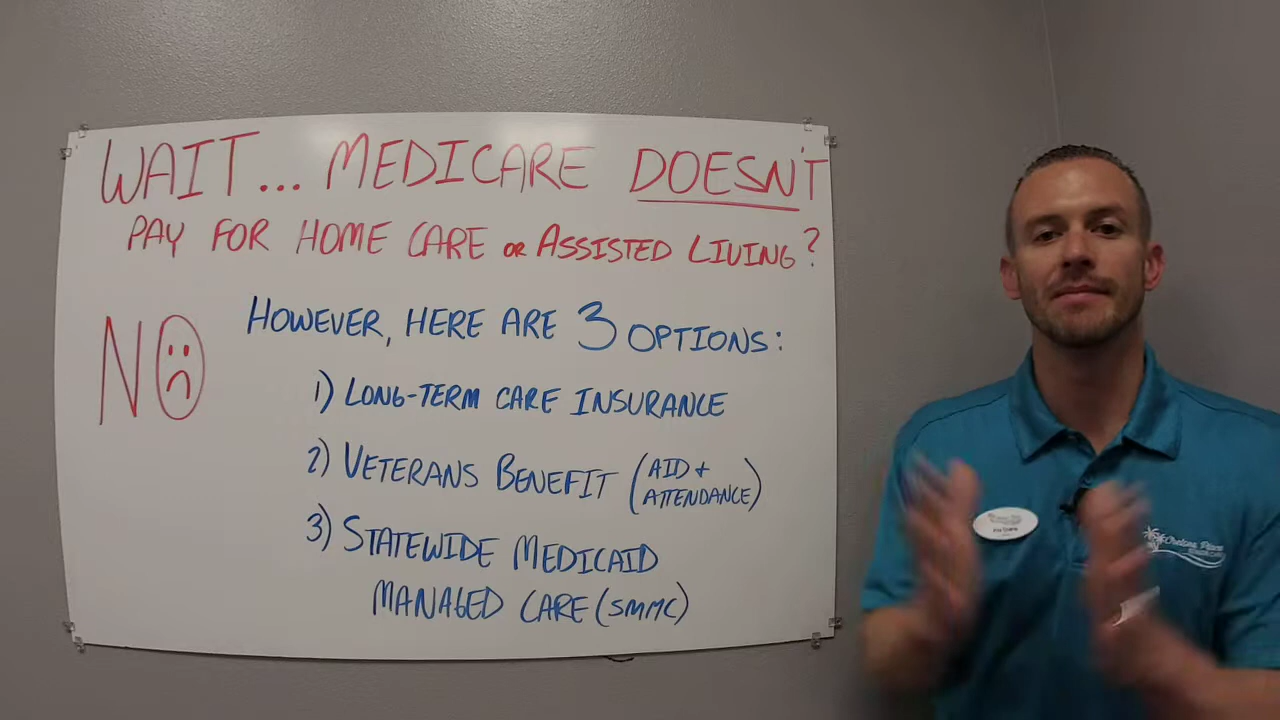 WAIT... MEDICARE DOESN'T
PAY FOR HOME CARE OR ASSISTED LIVING?
NO
HOWEVER, HERE ARE 3 OPTIONS:
1) LONG-TERM CARE INSURANCE
2) VETERANS BENEFIT (AID + ATTENDANCE)
3) STATEWIDE MEDICAID
MANAGED CARE (SMMC)